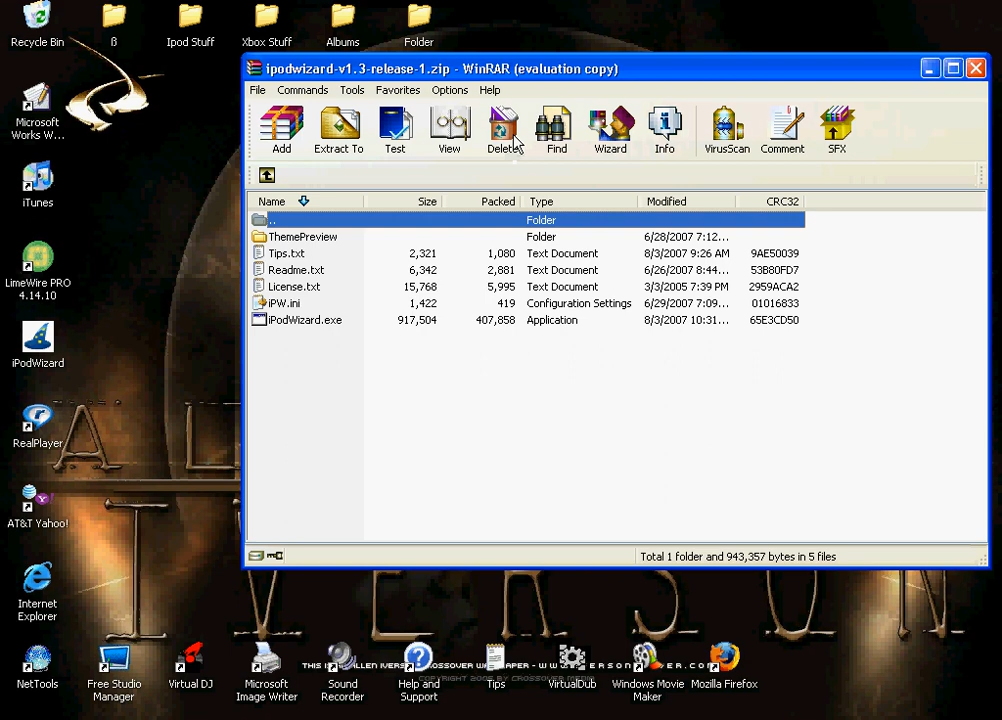 Recycle Bin
ß
Ipod Stuff
Xbox Stuff
Albums
Folder
ipodwizard-v1.3-release-1.zip - WinRAR (evaluation copy)
File Commands Tools Favorites Options Help
Add Extract To Test View Delete Find Wizard Info VirusScan Comment SFX
Name Size Packed Type Modified CRC32
.. Folder
ThemePreview Folder 6/28/2007 7:12...
Tips.txt 2,321 1,080 Text Document 8/3/2007 9:26 AM 9AE50039
Readme.txt 6,342 2,881 Text Document 6/26/2007 8:44... 53B80FD7
License.txt 15,768 5,995 Text Document 3/3/2005 7:39 PM 2959ACA2
iPW.ini 1,422 419 Configuration Settings 6/29/2007 7:09... 01016833
iPodWizard.exe 917,504 407,858 Application 8/3/2007 10:31... 65E3CD50
Total 1 folder and 943,357 bytes in 5 files
Microsoft
Works W...
iTunes
LimeWire PRO
4.14.10
iPodWizard
RealPlayer
AT&T Yahoo!
Internet
Explorer
A L
I V E R S O N
NetTools
Free Studio
Manager
Virtual DJ
Microsoft
Image Writer
Sound
Recorder
Help and
Support
Tips
VirtualDub
Windows Movie
Maker
Mozilla Firefox